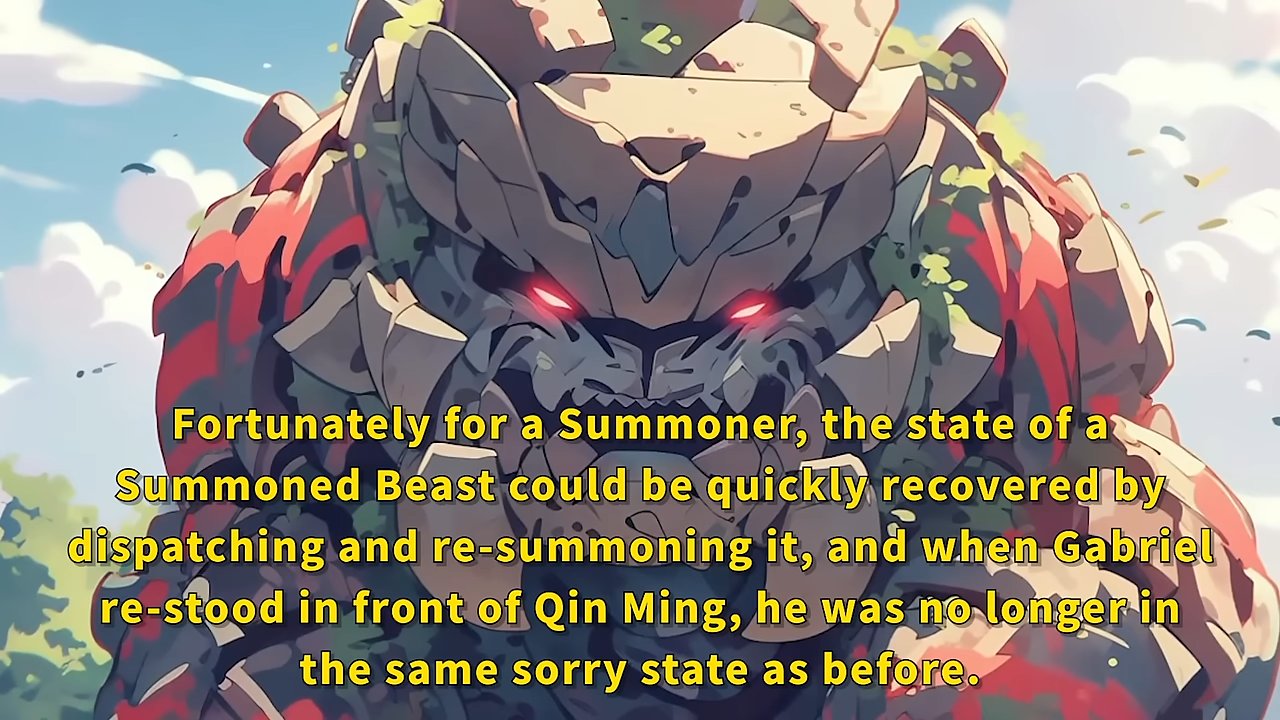 Fortunately for a Summoner, the state of a
Summoned Beast could be quickly recovered by
dispatching and re-summoning it, and when Gabriel
re-stood in front of Qin Ming, he was no longer in
the same sorry state as before.